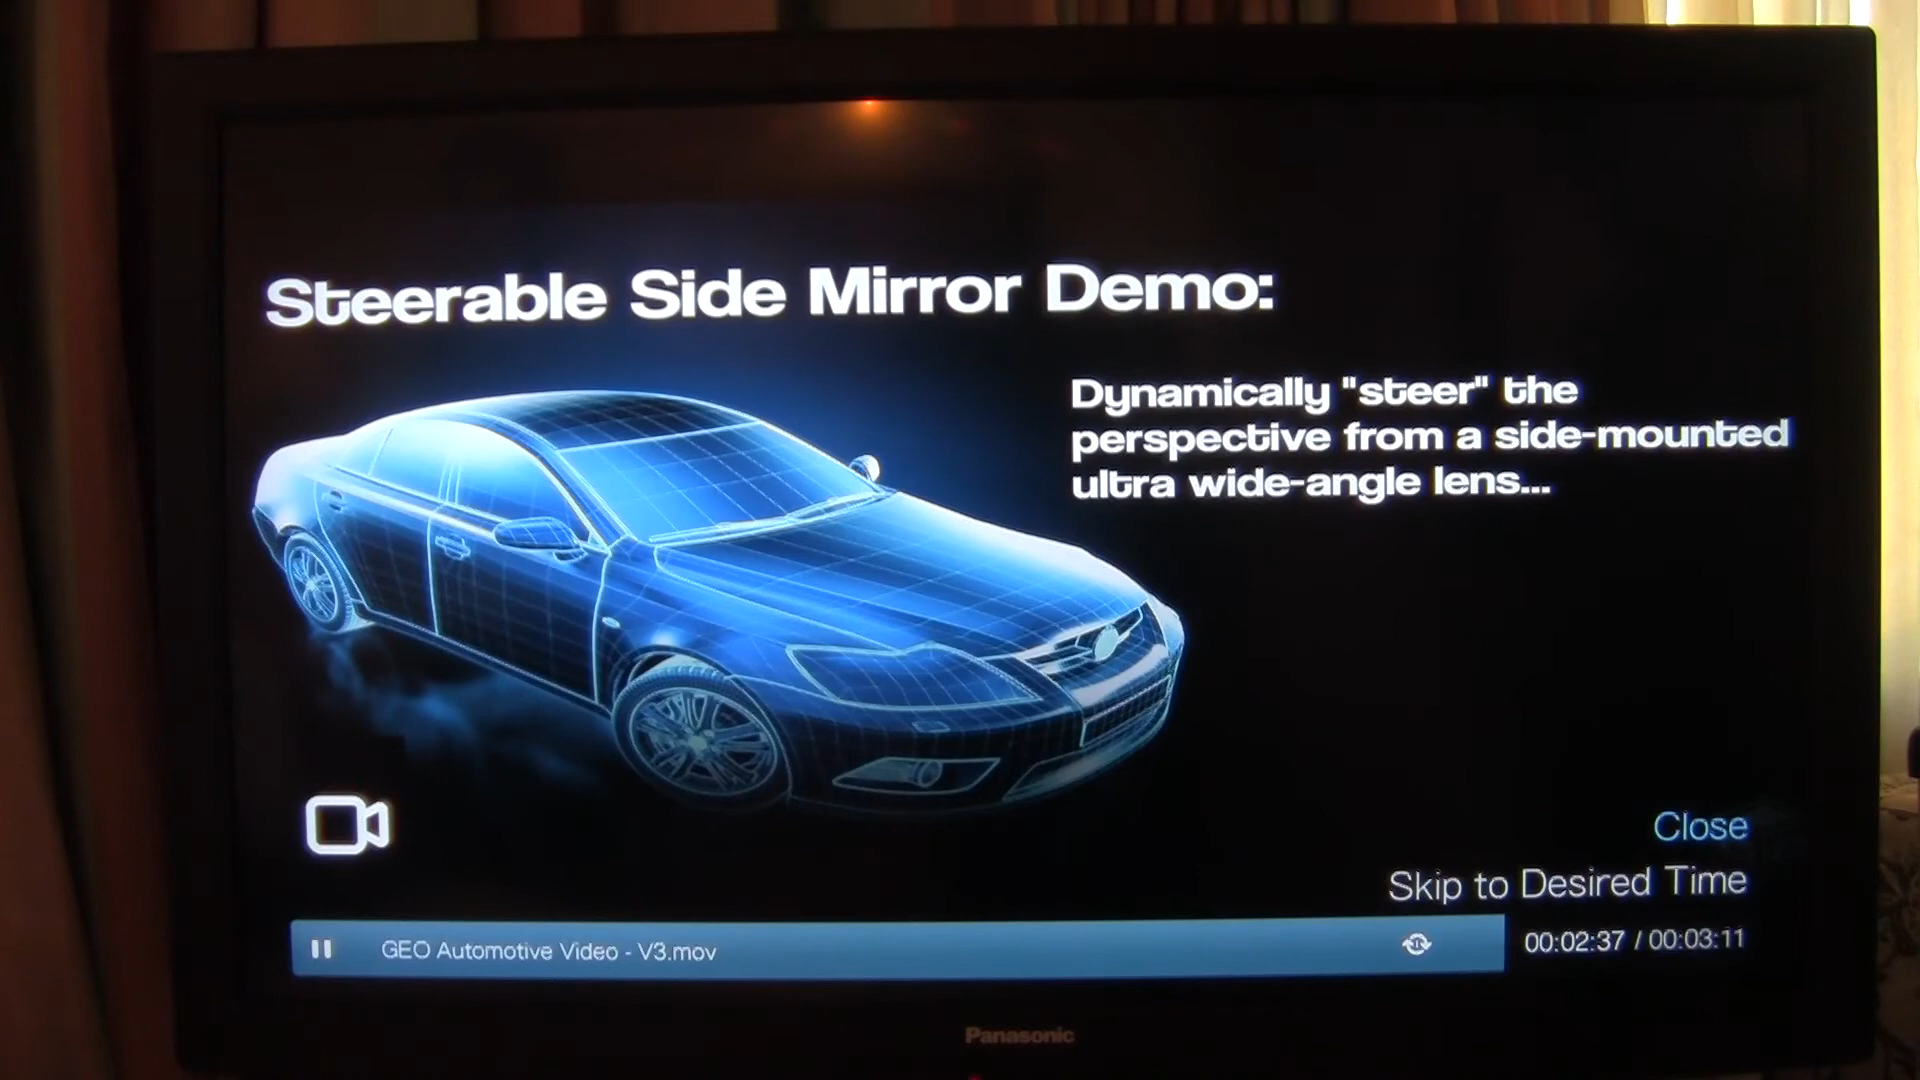 Steerable Side Mirror Demo:
Dynamically "steer" the
perspective from a side-mounted
ultra wide-angle lens...
Close
Skip to Desired Time
GEO Automotive Video - V3.mov
00:02:37 / 00:03:11
Panasonic